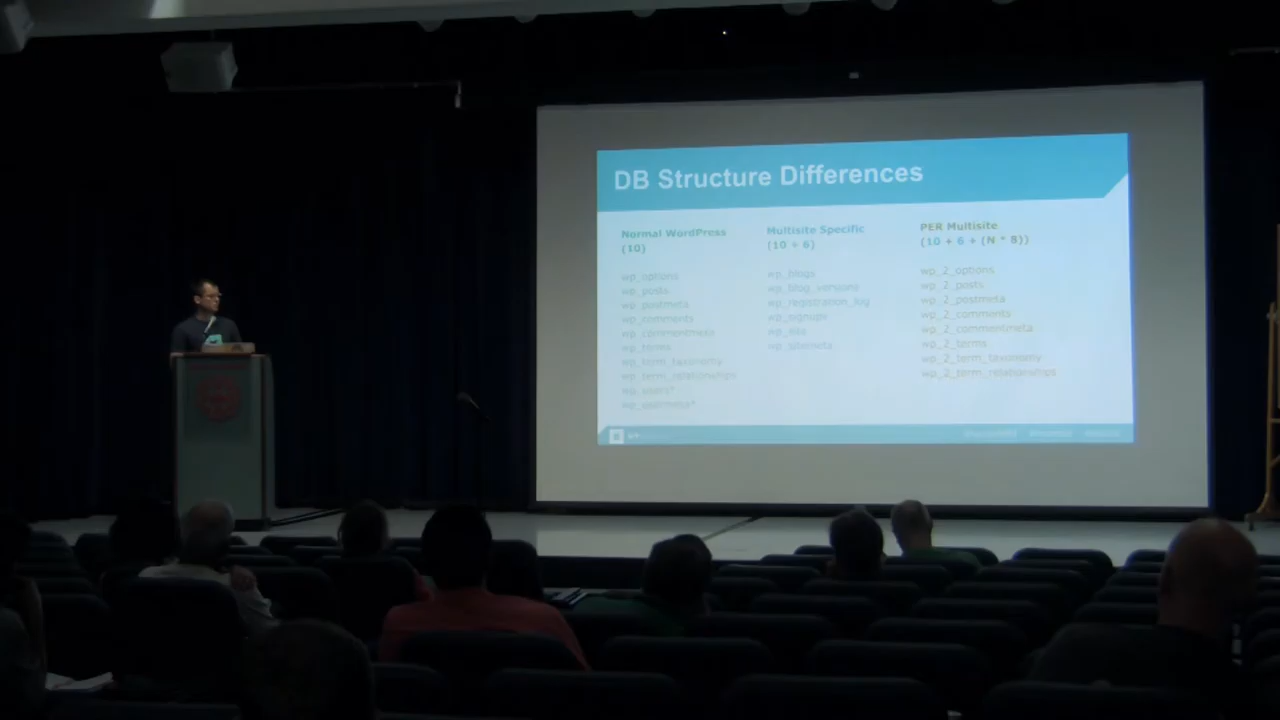 DB Structure Differences
Normal WordPress
(10)
wp_options
wp_posts
wp_postmeta
wp_comments
wp_commentmeta
wp_terms
wp_term_taxonomy
wp_term_relationships
wp_users*
wp_usermeta*
Multisite Specific
(10 + 6)
wp_blogs
wp_blog_versions
wp_registration_log
wp_signups
wp_site
wp_sitemeta
PER Multisite
(10 + 6 + (N * 8))
wp_2_options
wp_2_posts
wp_2_postmeta
wp_2_comments
wp_2_commentmeta
wp_2_terms
wp_2_term_taxonomy
wp_2_term_relationships